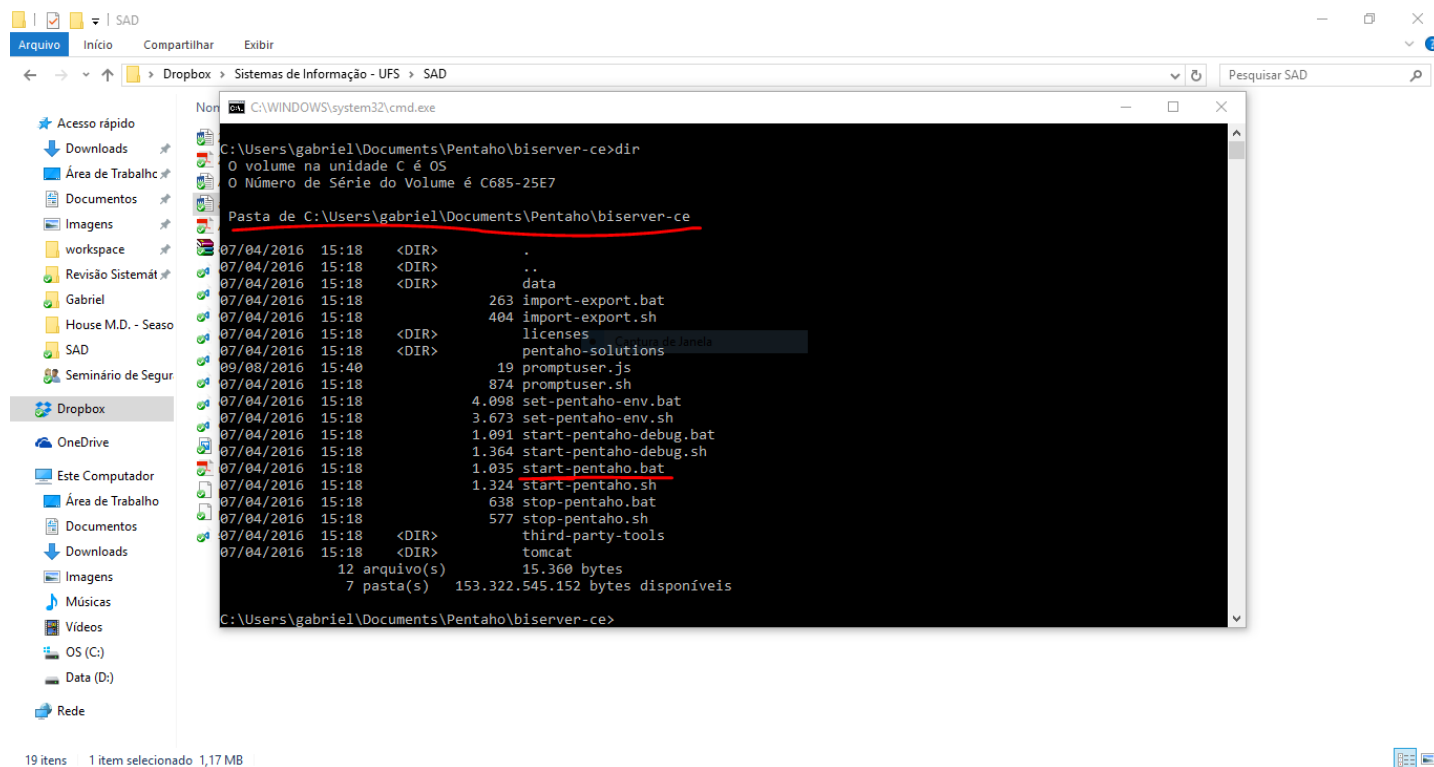 SAD
Arquivo Início Compartilhar Exibir
Dropbox > Sistemas de Informação - UFS > SAD
Pesquisar SAD
Acesso rápido
Downloads
Área de Trabalhc
Documentos
Imagens
workspace
Revisão Sistemát
Gabriel
House M.D. - Seaso
SAD
Seminário de Segur
Dropbox
OneDrive
Este Computador
Área de Trabalho
Documentos
Downloads
Imagens
Músicas
Vídeos
OS (C:)
Data (D:)
Rede
Non
C:\WINDOWS\system32\cmd.exe
C:\Users\gabriel\Documents\Pentaho\biserver-ce>dir
O volume na unidade C é OS
O Número de Série do Volume é C685-25E7
Pasta de C:\Users\gabriel\Documents\Pentaho\biserver-ce
07/04/2016 15:18 <DIR> .
07/04/2016 15:18 <DIR> ..
07/04/2016 15:18 <DIR> data
07/04/2016 15:18 263 import-export.bat
07/04/2016 15:18 404 import-export.sh
07/04/2016 15:18 <DIR> licenses
Captura de Janela
07/04/2016 15:18 <DIR> pentaho-solutions
09/08/2016 15:40 19 promptuser.js
07/04/2016 15:18 874 promptuser.sh
07/04/2016 15:18 4.098 set-pentaho-env.bat
07/04/2016 15:18 3.673 set-pentaho-env.sh
07/04/2016 15:18 1.091 start-pentaho-debug.bat
07/04/2016 15:18 1.364 start-pentaho-debug.sh
07/04/2016 15:18 1.035 start-pentaho.bat
07/04/2016 15:18 1.324 start-pentaho.sh
07/04/2016 15:18 638 stop-pentaho.bat
07/04/2016 15:18 577 stop-pentaho.sh
07/04/2016 15:18 <DIR> third-party-tools
07/04/2016 15:18 <DIR> tomcat
12 arquivo(s) 15.360 bytes
7 pasta(s) 153.322.545.152 bytes disponíveis
C:\Users\gabriel\Documents\Pentaho\biserver-ce>
19 itens 1 item selecionado 1,17 MB